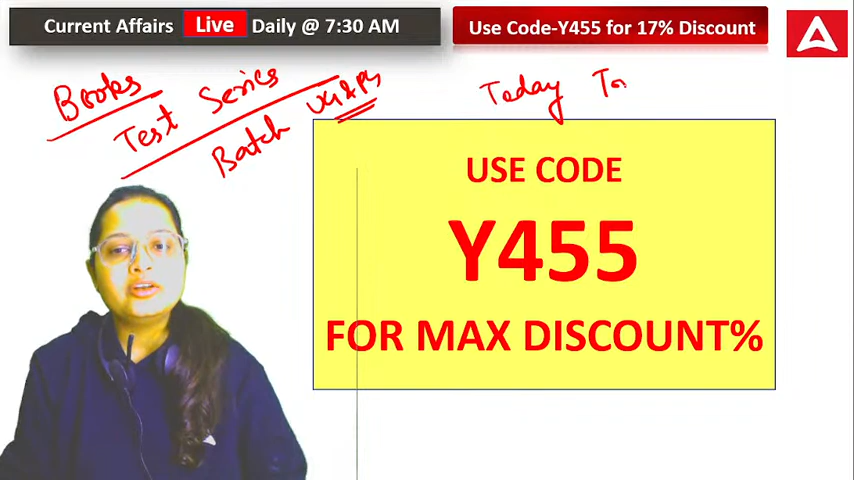 Current Affairs Live Daily @ 7:30 AM
Use Code-Y455 for 17% Discount
Books
Test Series
Batch
Today To
USE CODE
Y455
FOR MAX DISCOUNT%